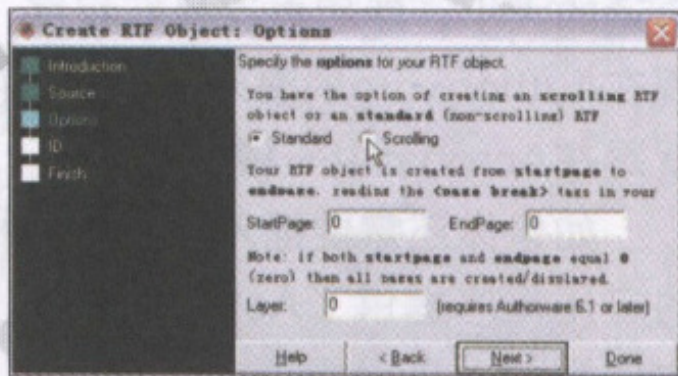 Create RTF Object: Options
Introduction
Source
Options
ID
Finish
Specify the options for your RTF object.
You have the option of creating an scrolling RTF
object or an standard (non-scrolling) RTF
Standard Scrolling
Your RTF object is created from startpage to
endpage, reading the <page break> tags in your
StartPage: 0 EndPage: 0
Note: if both startpage and endpage equal 0
(zero) then all pages are created/displayed.
Layer: 0 (requires Authorware 6.1 or later)
Help < Back Next > Done